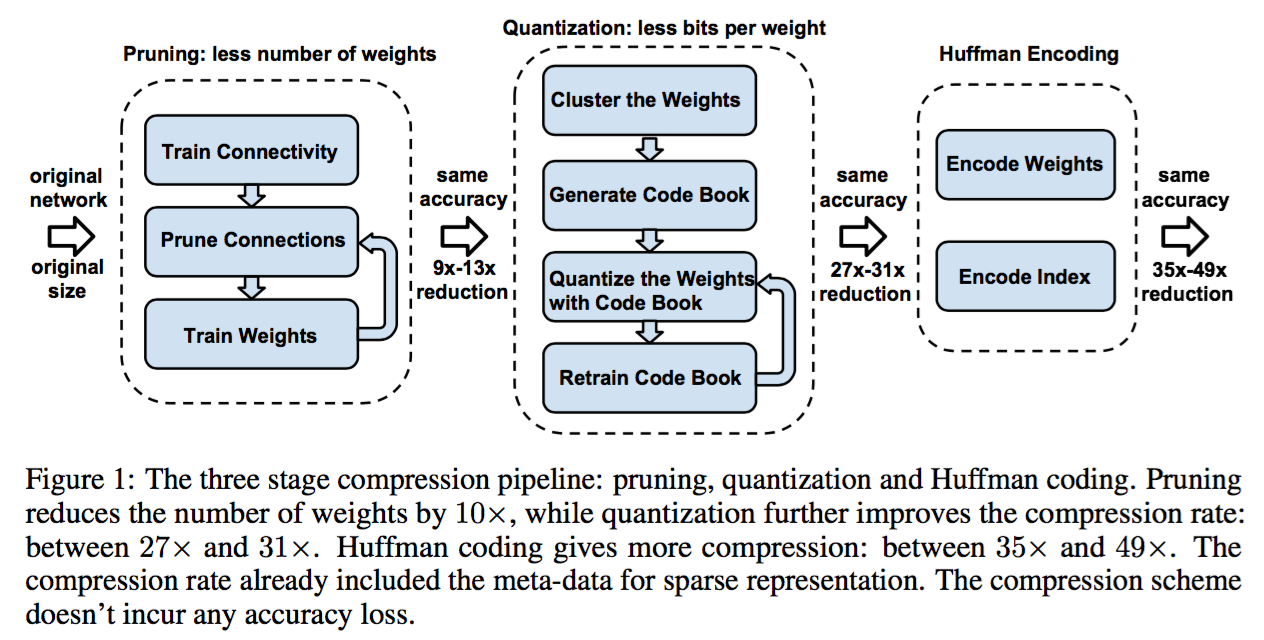 Pruning: less number of weights
original
network
original
size
Train Connectivity
Prune Connections
Train Weights
same
accuracy
9x-13x
reduction
Quantization: less bits per weight
Cluster the Weights
Generate Code Book
Quantize the Weights
with Code Book
Retrain Code Book
same
accuracy
27x-31x
reduction
Huffman Encoding
Encode Weights
Encode Index
same
accuracy
35x-49x
reduction
Figure 1: The three stage compression pipeline: pruning, quantization and Huffman coding. Pruning
reduces the number of weights by 10×, while quantization further improves the compression rate:
between 27× and 31×. Huffman coding gives more compression: between 35× and 49×. The
compression rate already included the meta-data for sparse representation. The compression scheme
doesn’t incur any accuracy loss.